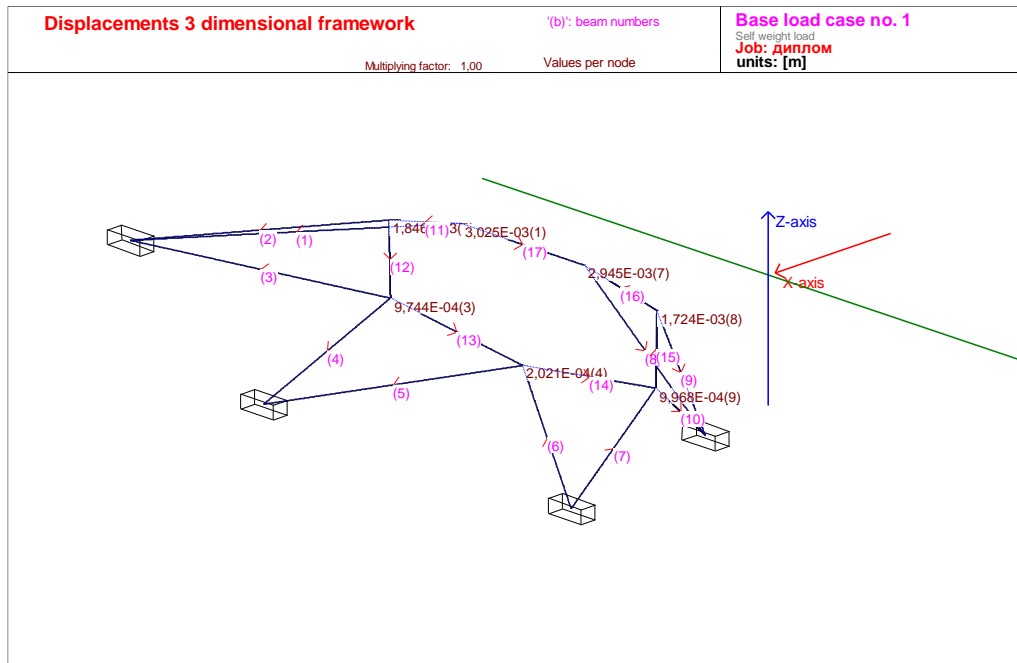 Displacements 3 dimensional framework
'(b)': beam numbers
Base load case no. 1
Self weight load
Job: диплом
units: [m]
Multiplying factor: 1,00
Values per node
Z-axis
X-axis
(2)
(1)
(11)
3,025E-03(1)
(17)
(3)
(12)
2,945E-03(7)
(16)
9,744E-04(3)
1,724E-03(8)
(13)
(4)
(8)
(15)
2,021E-04(4)
(14)
(9)
(5)
9,968E-04(9)
(10)
(6)
(7)